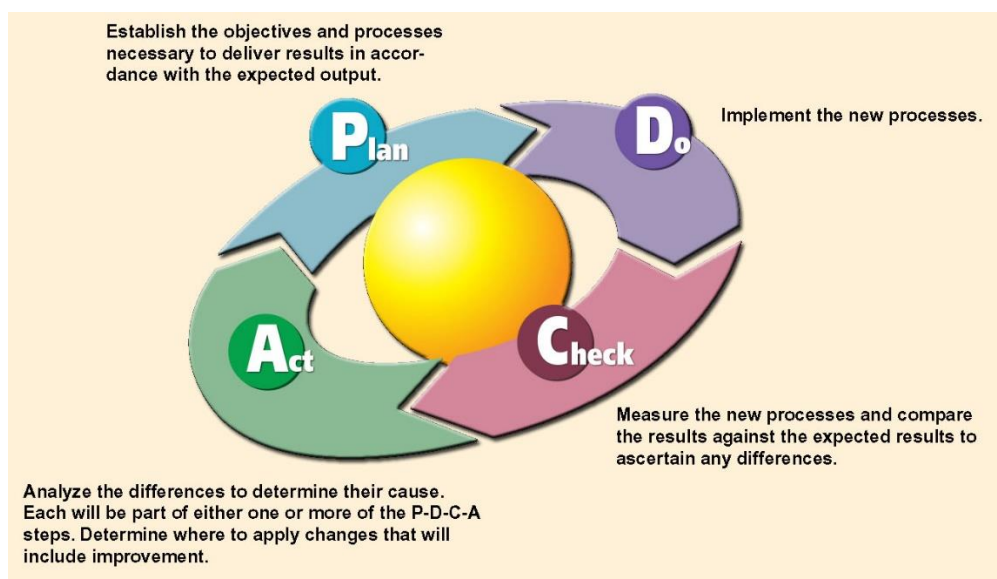 Establish the objectives and processes
necessary to deliver results in accor-
dance with the expected output.
Plan
Do
Implement the new processes.
Act
Check
Measure the new processes and compare
the results against the expected results to
ascertain any differences.
Analyze the differences to determine their cause.
Each will be part of either one or more of the P-D-C-A
steps. Determine where to apply changes that will
include improvement.